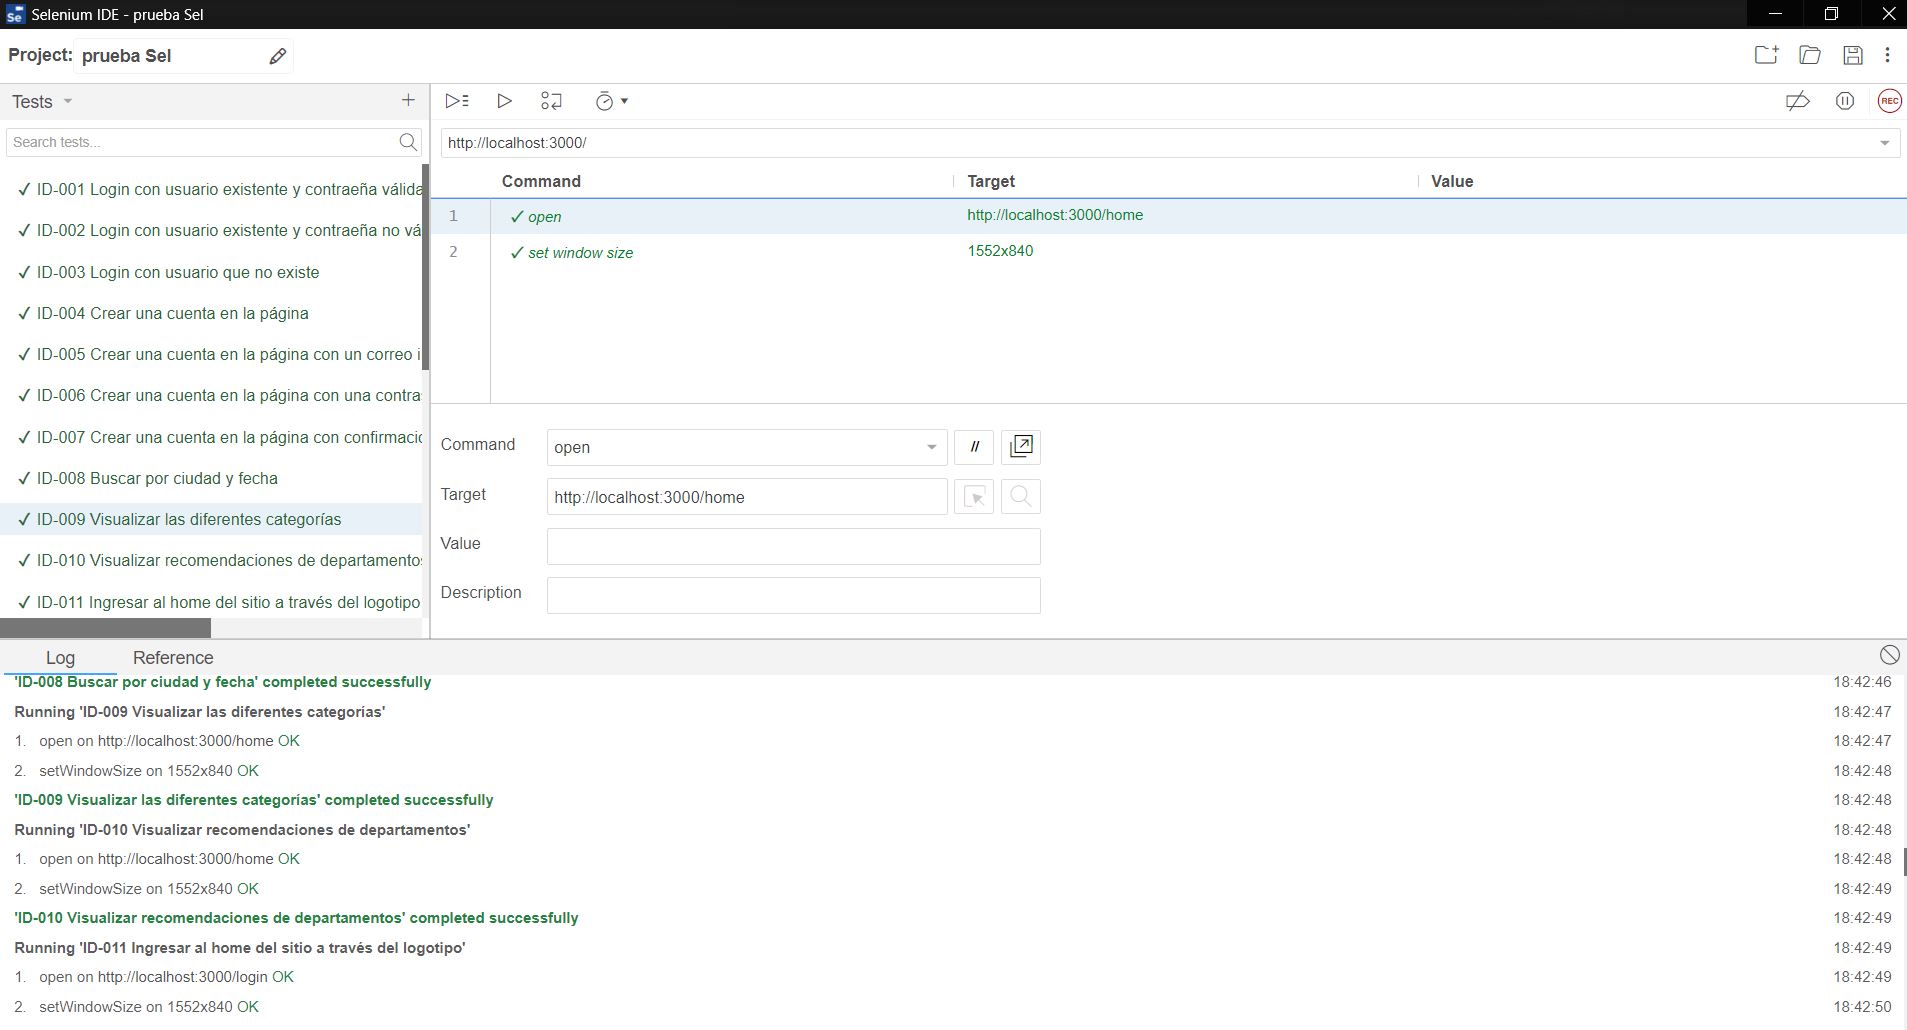 Selenium IDE - prueba Sel
Project: prueba Sel
Tests
Search tests...
✓ ID-001 Login con usuario existente y contraeña válida
✓ ID-002 Login con usuario existente y contraeña no vá
✓ ID-003 Login con usuario que no existe
✓ ID-004 Crear una cuenta en la página
✓ ID-005 Crear una cuenta en la página con un correo i
✓ ID-006 Crear una cuenta en la página con una contra
✓ ID-007 Crear una cuenta en la página con confirmacic
✓ ID-008 Buscar por ciudad y fecha
✓ ID-009 Visualizar las diferentes categorías
✓ ID-010 Visualizar recomendaciones de departamento
✓ ID-011 Ingresar al home del sitio a través del logotipo
REC
http://localhost:3000/
Command Target Value
1 ✓ open http://localhost:3000/home
2 ✓ set window size 1552x840
Command open //
Target http://localhost:3000/home
Value
Description
Log Reference
'ID-008 Buscar por ciudad y fecha' completed successfully 18:42:46
Running 'ID-009 Visualizar las diferentes categorías' 18:42:47
1. open on http://localhost:3000/home OK 18:42:47
2. setWindowSize on 1552x840 OK 18:42:48
'ID-009 Visualizar las diferentes categorías' completed successfully 18:42:48
Running 'ID-010 Visualizar recomendaciones de departamentos' 18:42:48
1. open on http://localhost:3000/home OK 18:42:48
2. setWindowSize on 1552x840 OK 18:42:49
'ID-010 Visualizar recomendaciones de departamentos' completed successfully 18:42:49
Running 'ID-011 Ingresar al home del sitio a través del logotipo' 18:42:49
1. open on http://localhost:3000/login OK 18:42:49
2. setWindowSize on 1552x840 OK 18:42:50